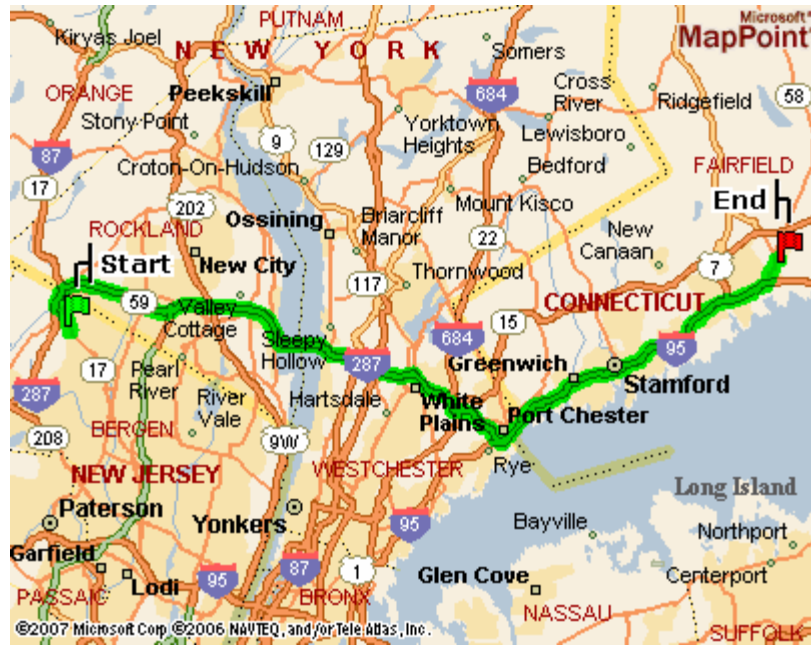 Microsoft®
MapPoint®
PUTNAM
Kiryas Joel
NEW YORK
Somers
Peekskill
684
Cross
River
Ridgefield
58
ORANGE
Stony-Point
9
129
Yorktown
Heights
Lewisboro
87
Croton-On-Hudson
Bedford
FAIRFIELD
17
202
Mount Kisco
End
ROCKLAND
Ossining
Briarcliff
Manor
22
New
Canaan
Start
New City
117
Thornwood
7
59
Valley
Cottage
CONNECTICUT
Sleepy
Hollow
684
15
287
Greenwich
95
17
Pearl
River
Stamford
287
River
Vale
Hartsdale
White
Plains
Port Chester
208
BERGEN
9W
WESTCHESTER
Rye
NEW JERSEY
Long Island
Paterson
Yonkers
95
Bayville
Northport
Garfield
87
1
Centerport
Lodi
95
Glen Cove
PASSAIC
BRONX
NASSAU
SUFFOLK
©2007 Microsoft Corp ©2006 NAVTEQ, and/or Tele Atlas, Inc.